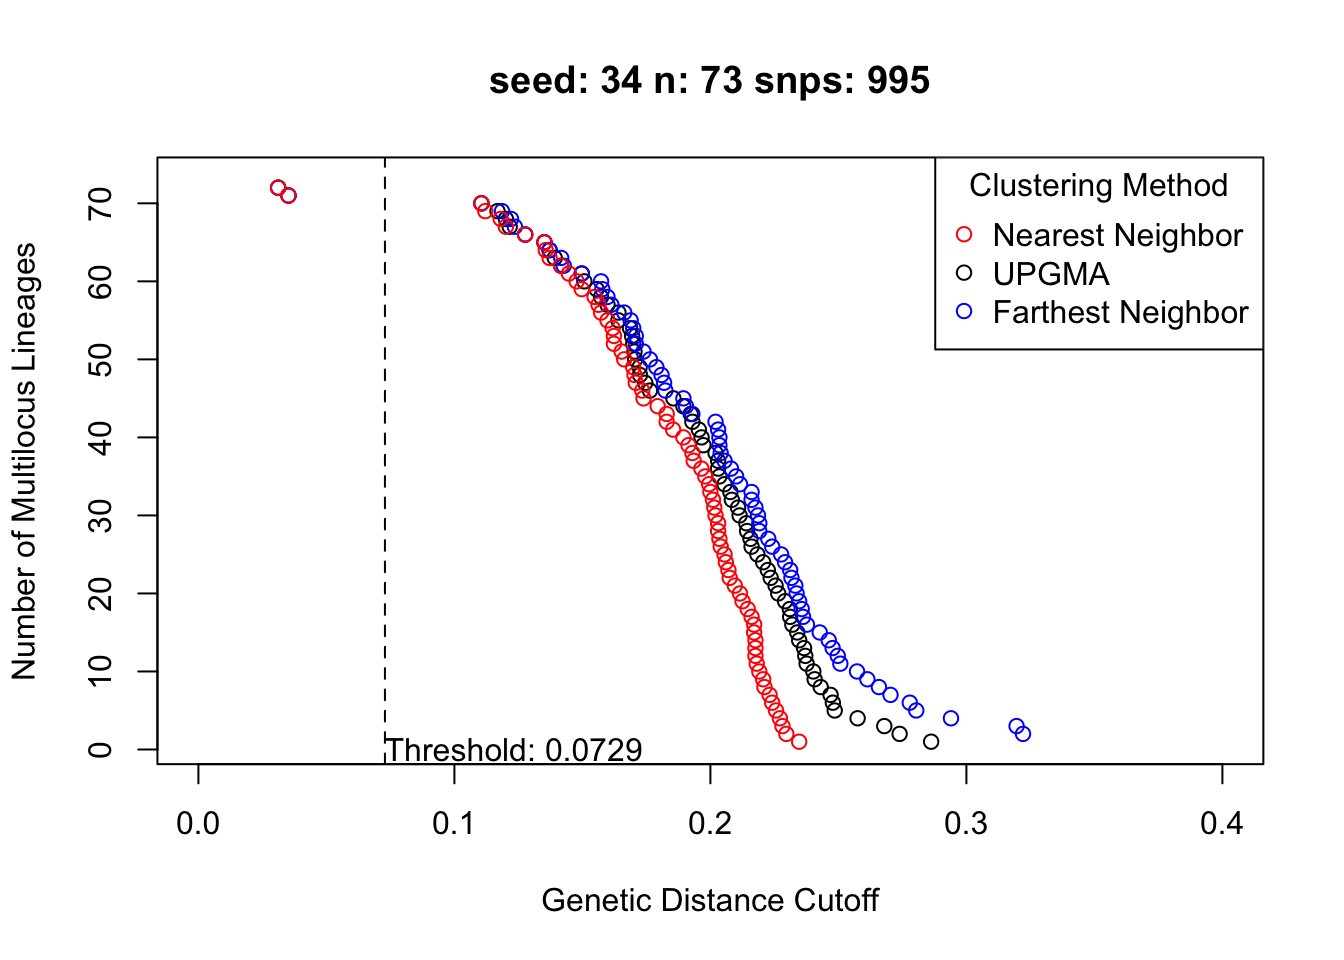 seed: 34 n: 73 snps: 995
Clustering Method
Nearest Neighbor
UPGMA
Farthest Neighbor
Number of Multilocus Lineages
70
60
50
40
30
20
10
0
Threshold: 0.0729
0.0 0.1 0.2 0.3 0.4
Genetic Distance Cutoff